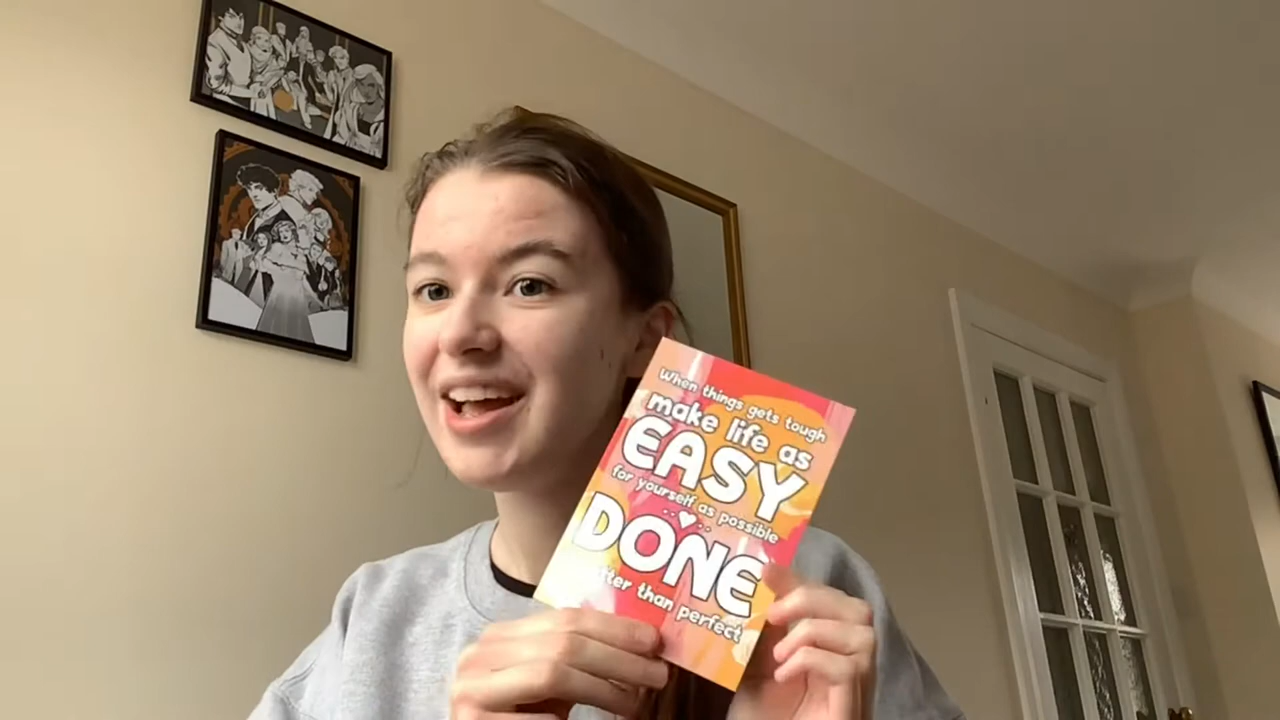 When things gets tough
make life as
EASY
for yourself as possible
DONE
than perfect